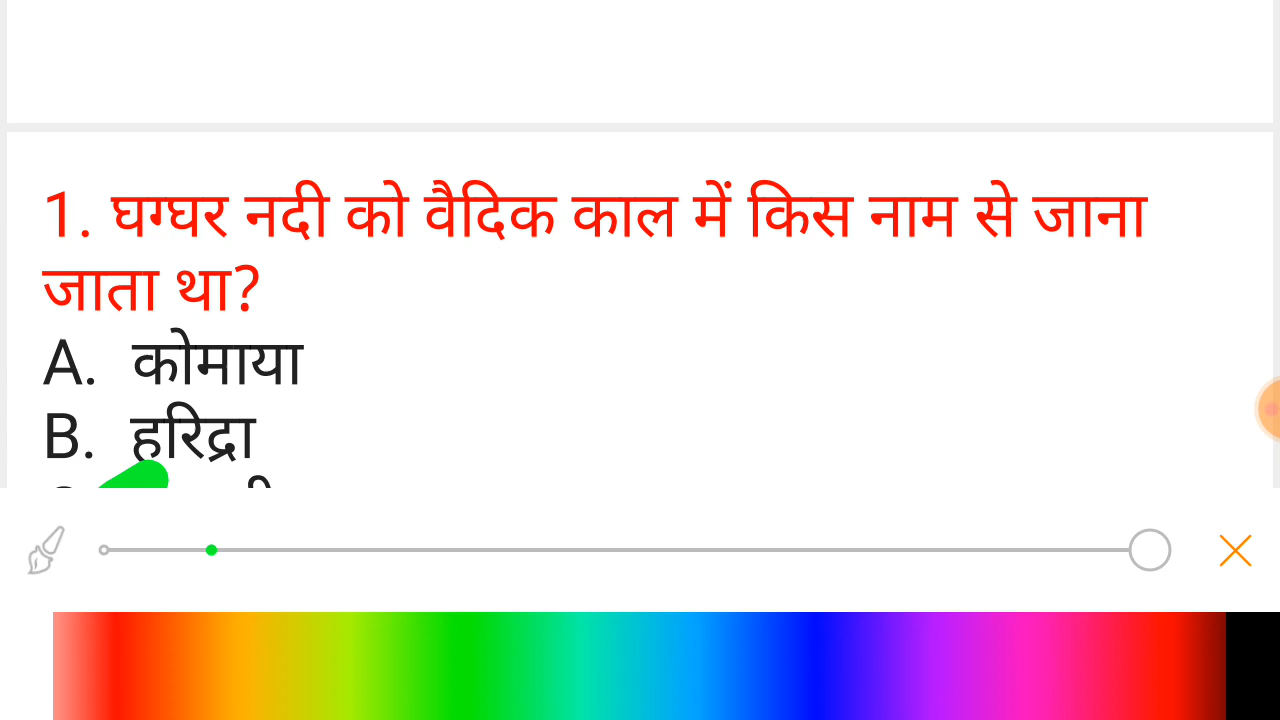 1. घग्घर नदी को वैदिक काल में किस नाम से जाना
जाता था?
A. कोमाया
B. हरिद्रा